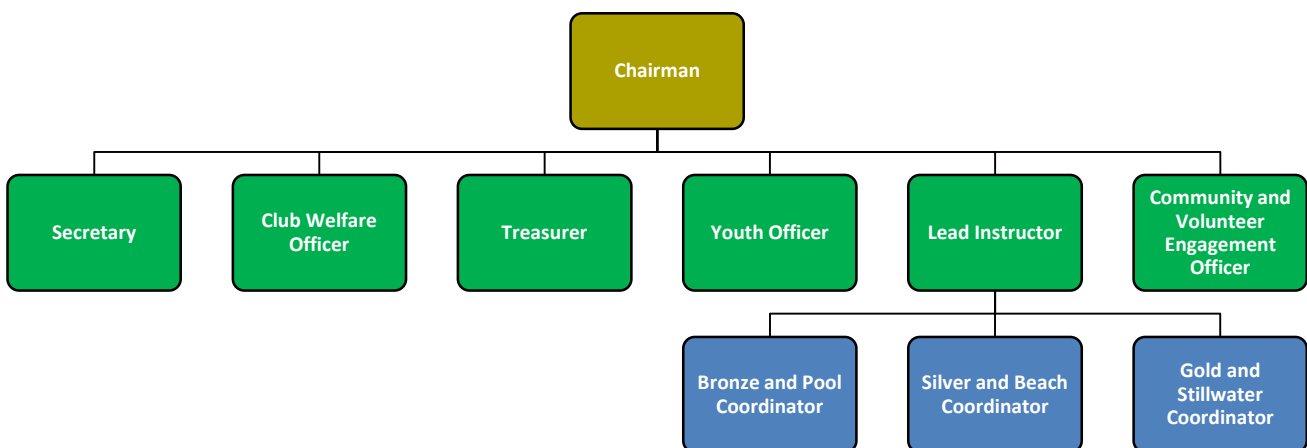 Chairman
Secretary
Club Welfare
Officer
Treasurer
Youth Officer
Lead Instructor
Community and
Volunteer
Engagement
Officer
Bronze and Pool
Coordinator
Silver and Beach
Coordinator
Gold and
Stillwater
Coordinator